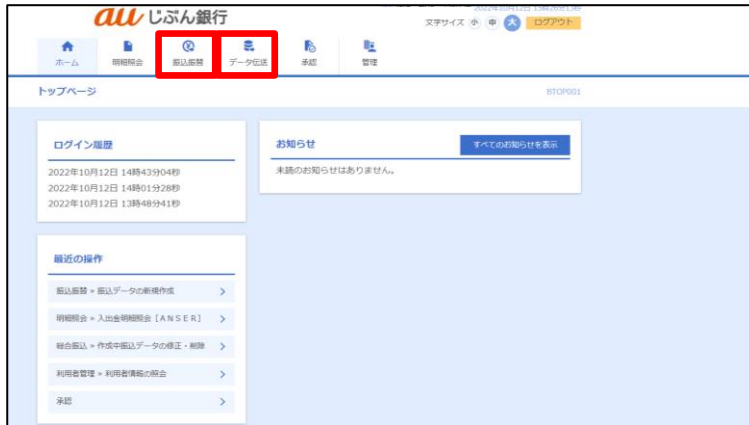 au じぶん銀行
文字サイズ 小 中 大 ログアウト
ホーム 明細照会 振込振替 データ伝送 承認 管理
トップページ BTOP001
ログイン履歴
2022年10月12日 14時43分04秒
2022年10月12日 14時01分28秒
2022年10月12日 13時48分41秒
お知らせ すべてのお知らせを表示
未読のお知らせはありません。
最近の操作
振込振替 » 振込データの新規作成
明細照会 » 入出金明細照会［ＡＮＳＥＲ］
総合振込 » 作成中振込データの修正・削除
利用者管理 » 利用者情報の照会
承認